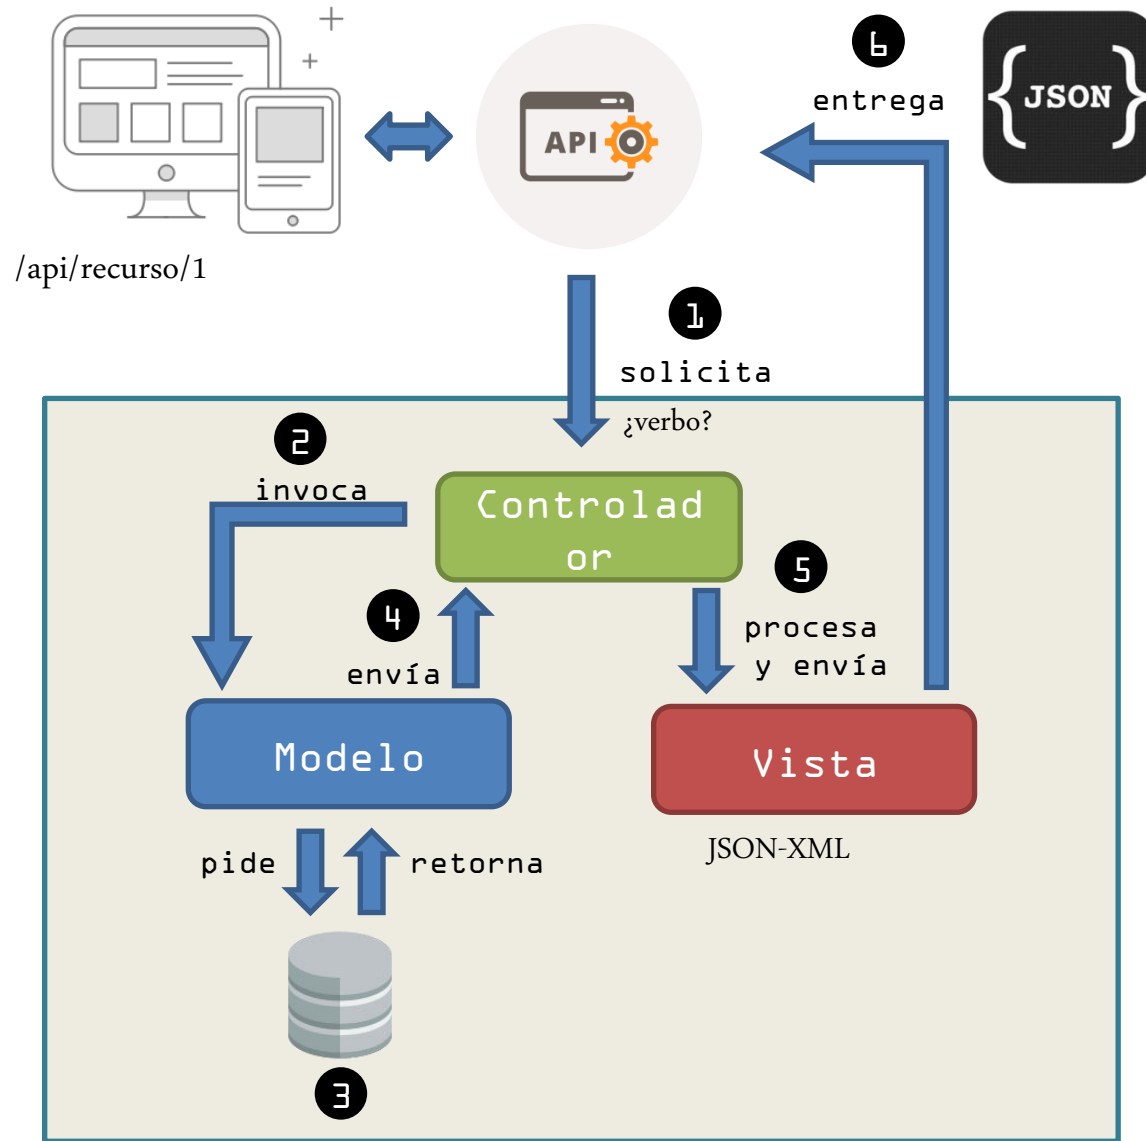 6
entrega
{JSON}
API
/api/recurso/1
1
solicita
¿verbo?
2
invoca
Controlad
or
5
procesa
y envía
4
envía
Modelo
Vista
JSON-XML
pide
retorna
3